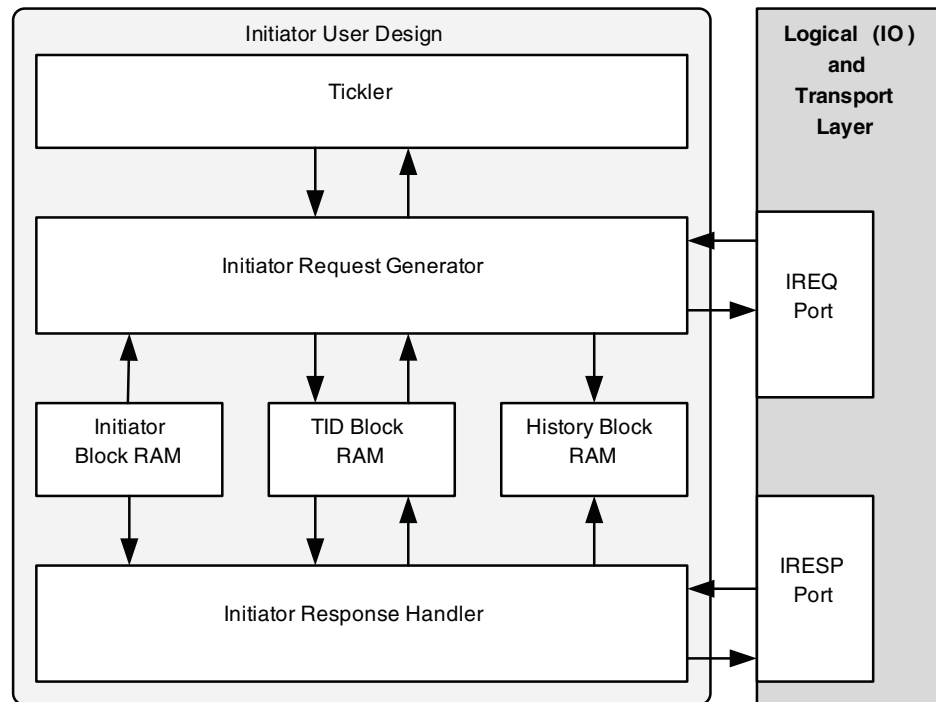 Initiator User Design
Tickler
Initiator Request Generator
Initiator
Block RAM
TID Block
RAM
History Block
RAM
Initiator Response Handler
Logical (IO)
and
Transport
Layer
IREQ
Port
IRESP
Port